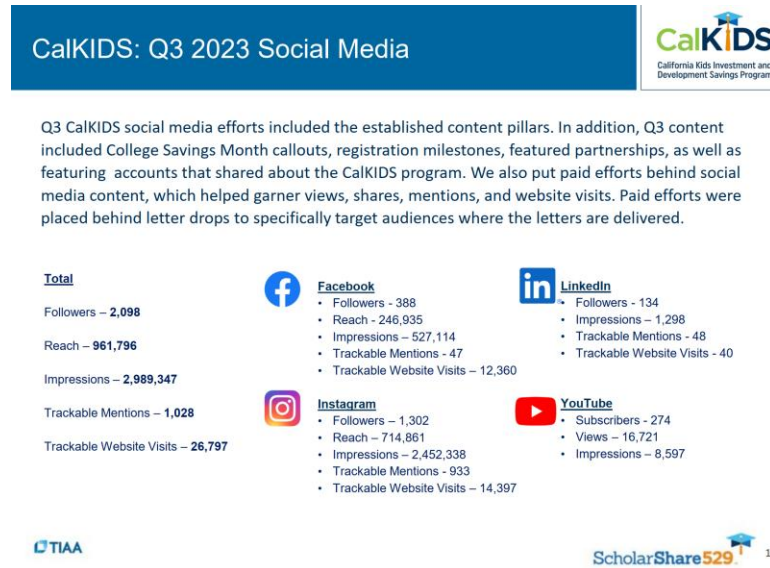 CalKIDS: Q3 2023 Social Media
CalKIDS
California Kids Investment and
Development Savings Program
Q3 CalKIDS social media efforts included the established content pillars. In addition, Q3 content
included College Savings Month callouts, registration milestones, featured partnerships, as well as
featuring accounts that shared about the CalKIDS program. We also put paid efforts behind social
media content, which helped garner views, shares, mentions, and website visits. Paid efforts were
placed behind letter drops to specifically target audiences where the letters are delivered.
Total
Followers – 2,098
Reach – 961,796
Impressions – 2,989,347
Trackable Mentions – 1,028
Trackable Website Visits – 26,797
Facebook
• Followers - 388
• Reach - 246,935
• Impressions – 527,114
• Trackable Mentions - 47
• Trackable Website Visits – 12,360
Instagram
• Followers – 1,302
• Reach – 714,861
• Impressions – 2,452,338
• Trackable Mentions - 933
• Trackable Website Visits – 14,397
in
LinkedIn
• Followers - 134
• Impressions – 1,298
• Trackable Mentions - 48
• Trackable Website Visits - 40
YouTube
• Subscribers - 274
• Views – 16,721
• Impressions – 8,597
TIAA
ScholarShare529
1